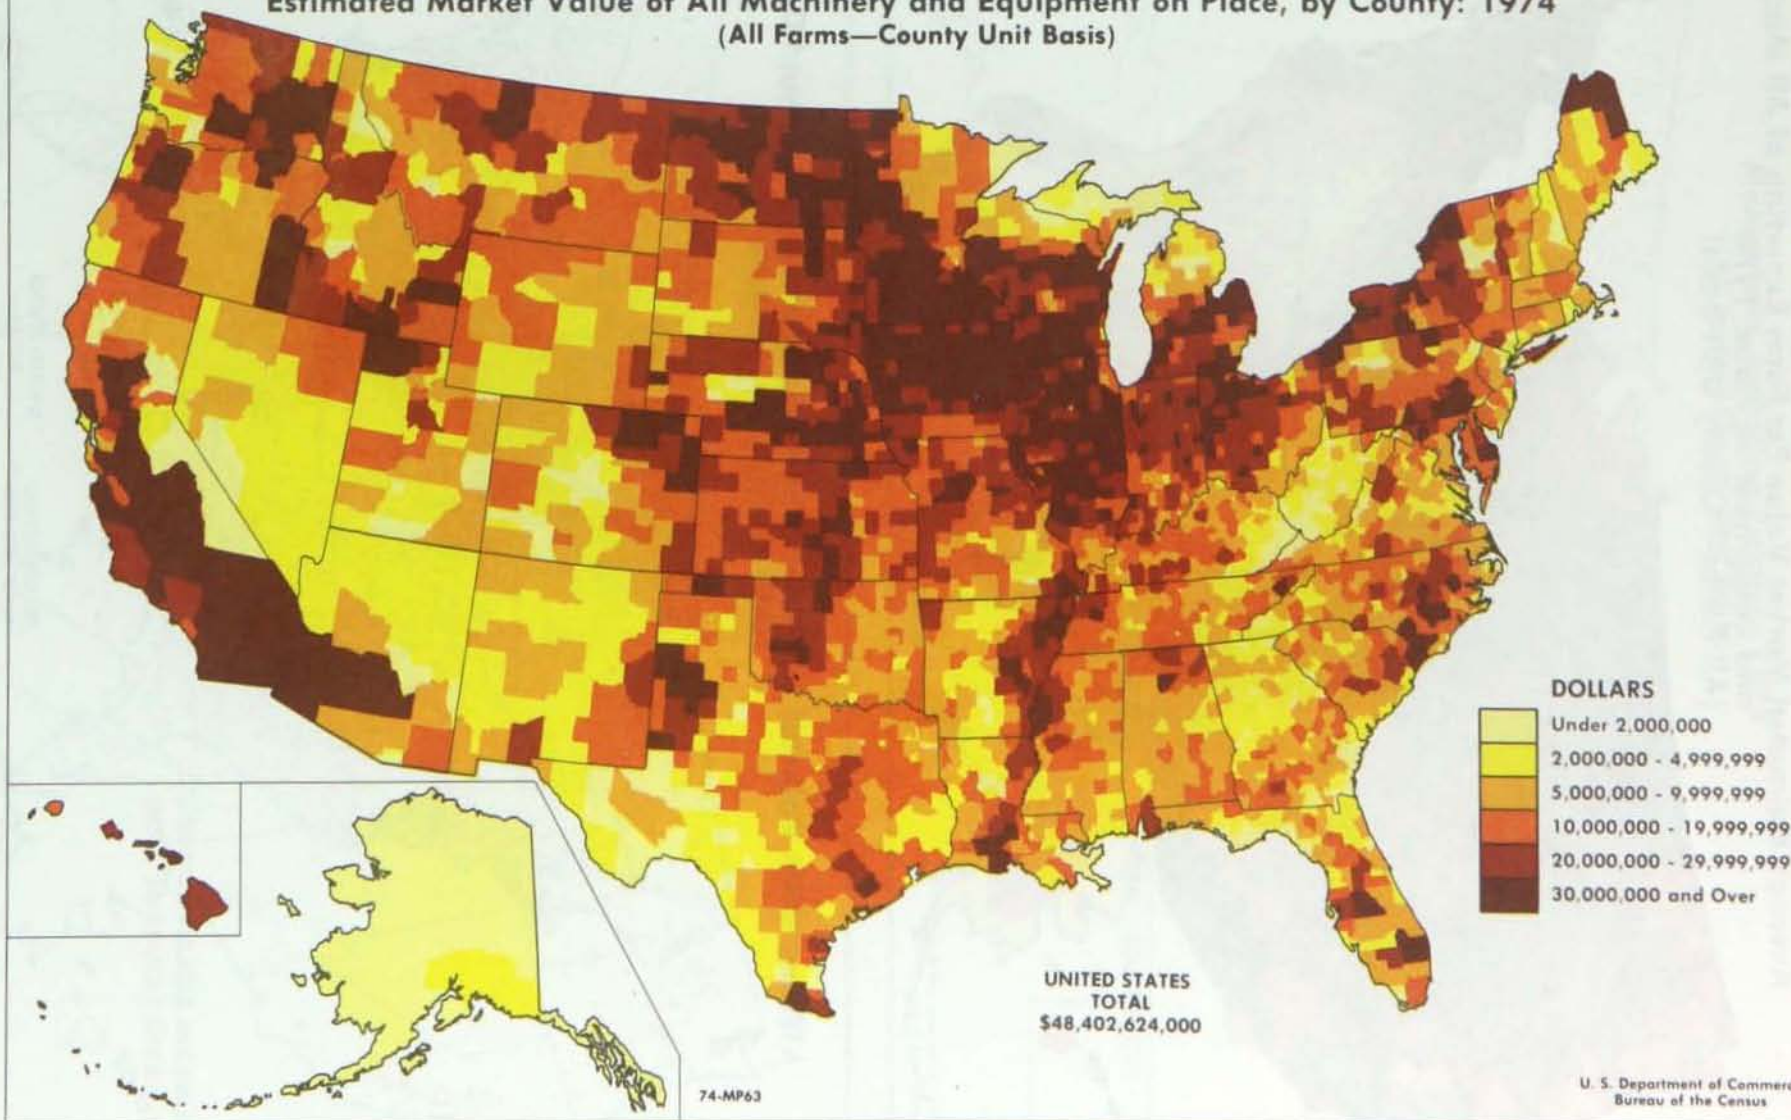 Estimated Market Value of All Machinery and Equipment on Place, by County: 1974
(All Farms—County Unit Basis)
DOLLARS
Under 2,000,000
2,000,000 - 4,999,999
5,000,000 - 9,999,999
10,000,000 - 19,999,999
20,000,000 - 29,999,999
30,000,000 and Over
UNITED STATES
TOTAL
$48,402,624,000
74-MP63
U. S. Department of Commerc
Bureau of the Census